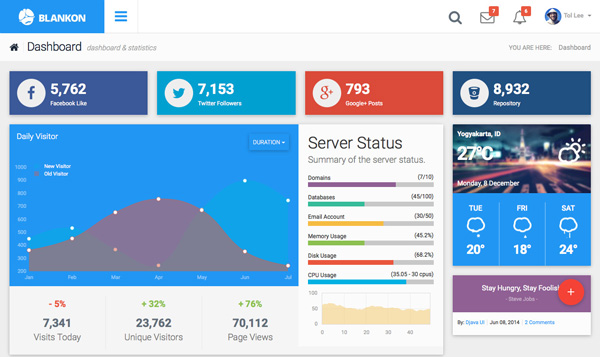 BLANKON
7
6
Tol Lee
Dashboard dashboard & statistics
YOU ARE HERE: Dashboard
5,762
Facebook Like
7,153
Twitter Followers
793
Google+ Posts
8,932
Repository
Daily Visitor
DURATION
New Visitor
Old Visitor
1000
900
800
700
600
500
400
300
200
Jan Feb Mar Apr May Jun Jul
- 5%
7,341
Visits Today
+ 32%
23,762
Unique Visitors
+ 76%
70,112
Page Views
Server Status
Summary of the server status.
Domains (7/10)
Databases (45/100)
Email Account (30/50)
Memory Usage (45.2%)
Disk Usage (68.2%)
CPU Usage (35.05 - 30 cpus)
100
50
0
0 10 20 30 40
Yogyakarta, ID
27°C
Monday, 8 December
TUE FRI SAT
20° 18° 24°
Stay Hungry, Stay Foolish
- Steve Jobs -
+
By: Djava UI Jun 08, 2014 2 Comments